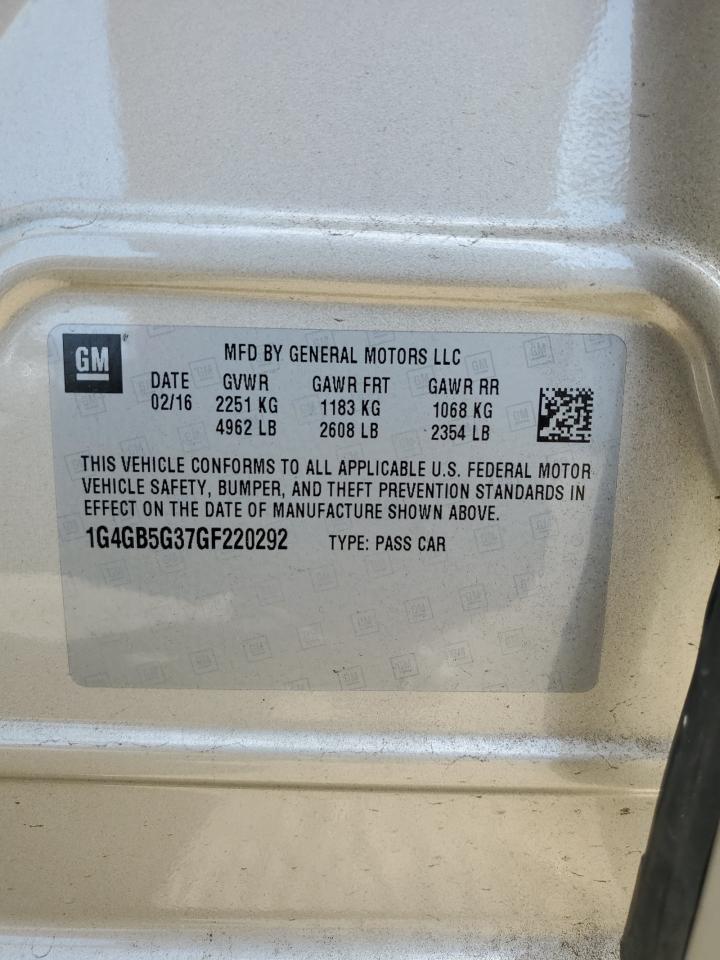 GM
MFD BY GENERAL MOTORS LLC
DATE GVWR GAWR FRT GAWR RR
02/16 2251 KG 1183 KG 1068 KG
4962 LB 2608 LB 2354 LB
THIS VEHICLE CONFORMS TO ALL APPLICABLE U.S. FEDERAL MOTOR
VEHICLE SAFETY, BUMPER, AND THEFT PREVENTION STANDARDS IN
EFFECT ON THE DATE OF MANUFACTURE SHOWN ABOVE.
1G4GB5G37GF220292 TYPE: PASS CAR